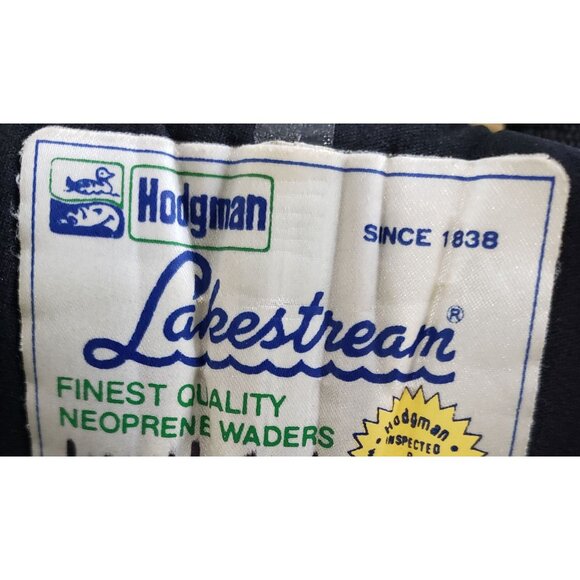 Hodgman
SINCE 1838
Lakestream®
FINEST QUALITY
NEOPRENE WADERS
Hodgman
INSPECTED